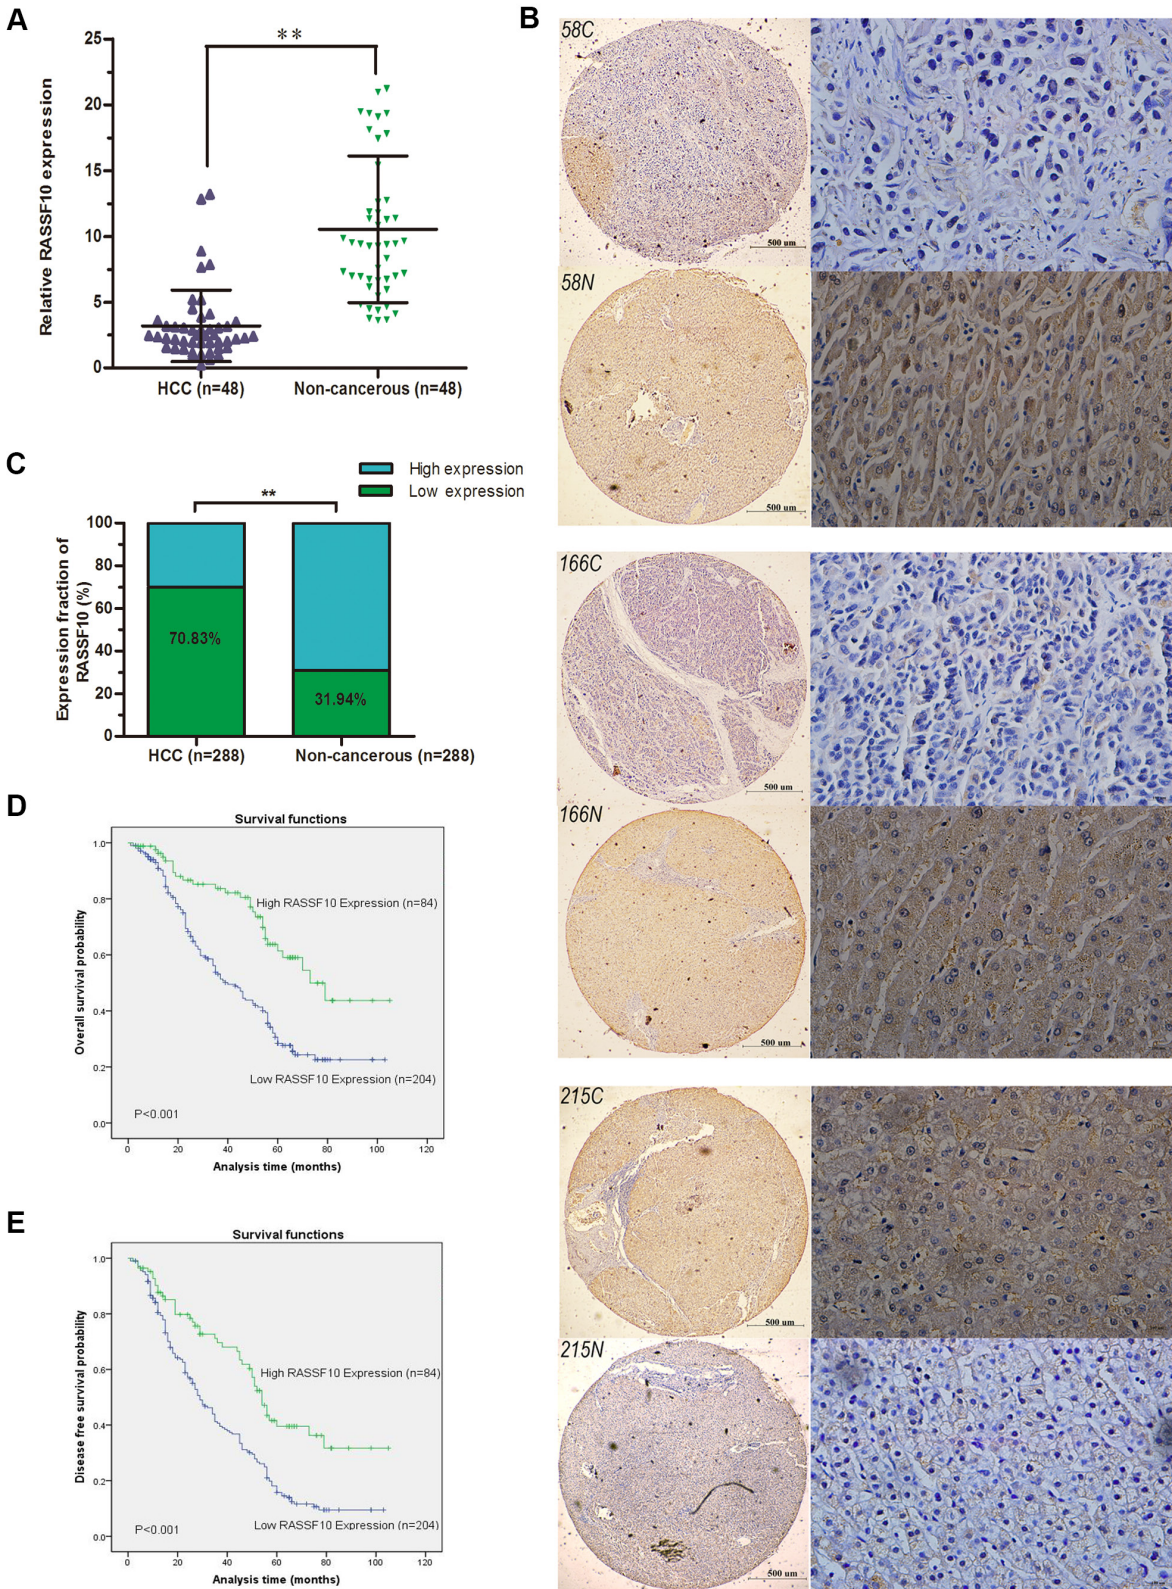 A
25
20
15
10
5
0
Relative RASSF10 expression
**
HCC (n=48)
Non-cancerous (n=48)
B
58C
500 um
58N
500 um
166C
500 um
166N
500 um
215C
500 um
215N
500 um
C
High expression
Low expression
**
100
80
60
40
20
0
Expression fraction of
RASSF10 (%)
70.83%
31.94%
HCC (n=288)
Non-cancerous (n=288)
D
Survival functions
1.0
0.8
0.6
0.4
0.2
0.0
Overall survival probability
High RASSF10 Expression (n=84)
Low RASSF10 Expression (n=204)
P<0.001
0 20 40 60 80 100 120
Analysis time (months)
E
Survival functions
1.0
0.8
0.6
0.4
0.2
0.0
Disease free survival probability
High RASSF10 Expression (n=84)
Low RASSF10 Expression (n=204)
P<0.001
0 20 40 60 80 100 120
Analysis time (months)